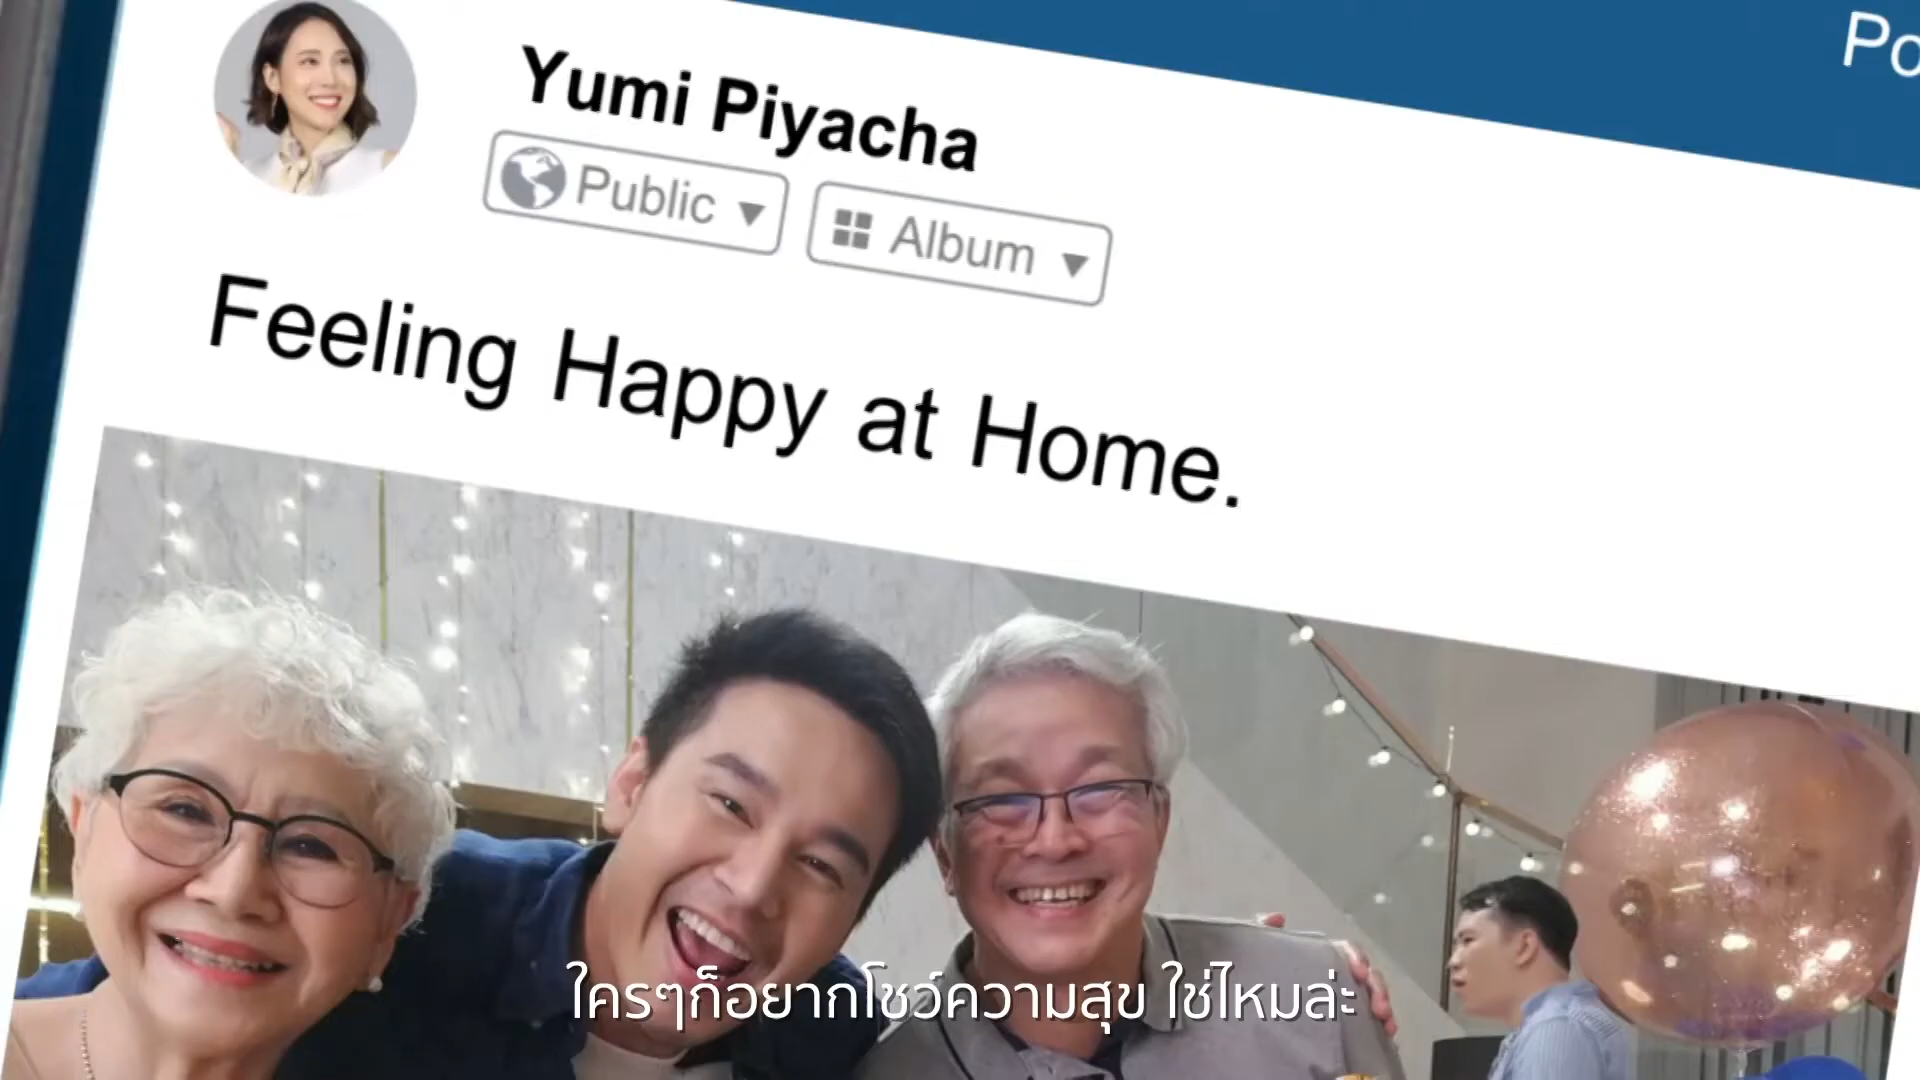 Po
Yumi Piyacha
Public
Album
Feeling Happy at Home.
ใครๆก็อยากโชว์ความสุข ใช่ไหมล่ะ